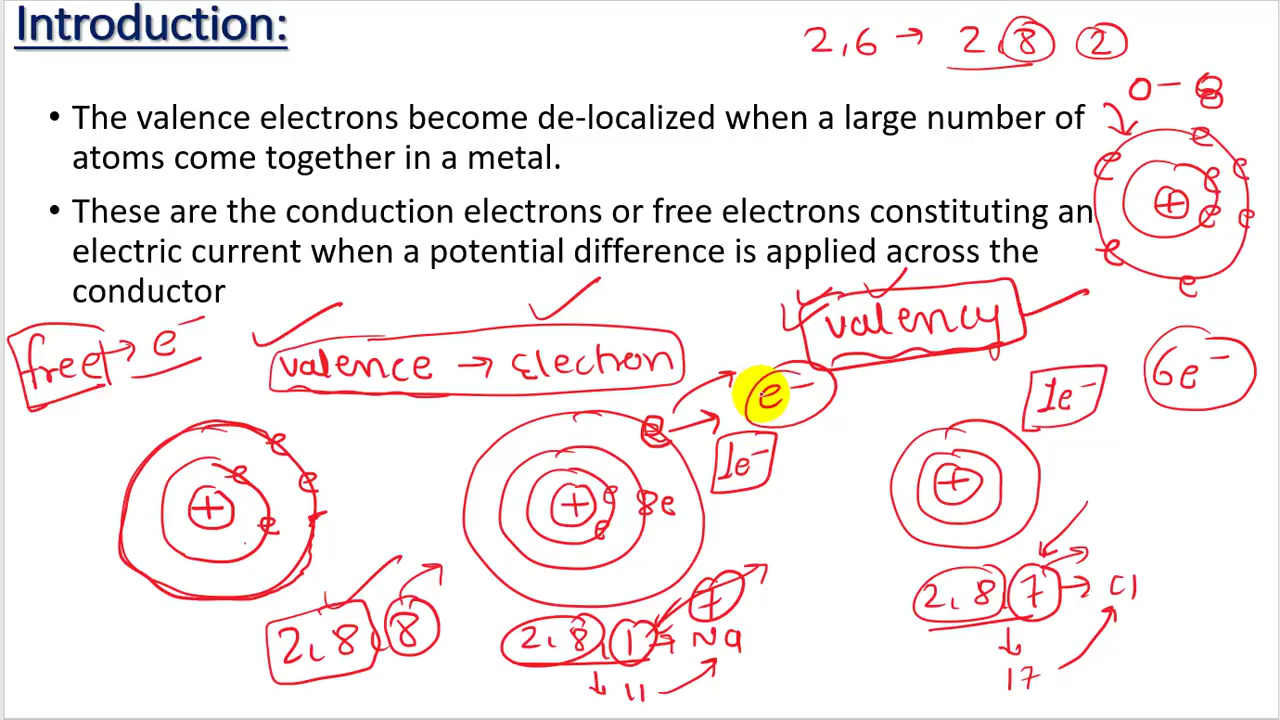 Introduction:
2,6 → 2,8 2
0 - 8
• The valence electrons become de-localized when a large number of
atoms come together in a metal.
• These are the conduction electrons or free electrons constituting an
electric current when a potential difference is applied across the
conductor
e e e e e e e e +
free → e⁻
valence → Electron
valency
e⁻
1e⁻
1e⁻
6e⁻
+ e e e e
+ e e 8e e
+
2,8,8
2,8,1 Na
→ 11
2,8,7 → Cl
→ 17